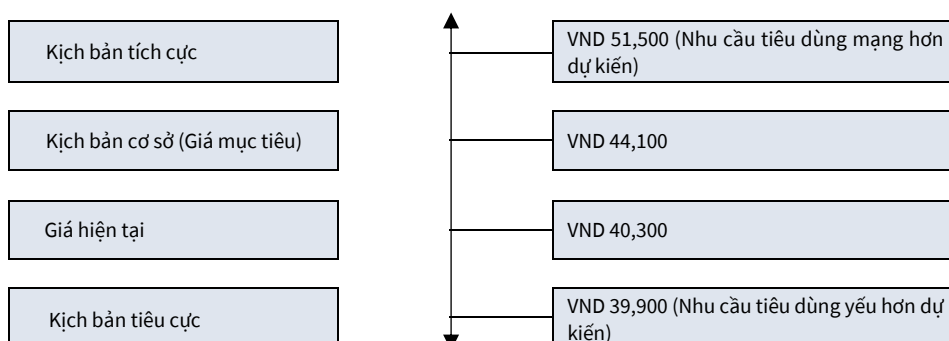 Kịch bản tích cực
VND 51,500 (Nhu cầu tiêu dùng mạng hơn
dự kiến)
Kịch bản cơ sở (Giá mục tiêu)
VND 44,100
Giá hiện tại
VND 40,300
Kịch bản tiêu cực
VND 39,900 (Nhu cầu tiêu dùng yếu hơn dự
kiến)